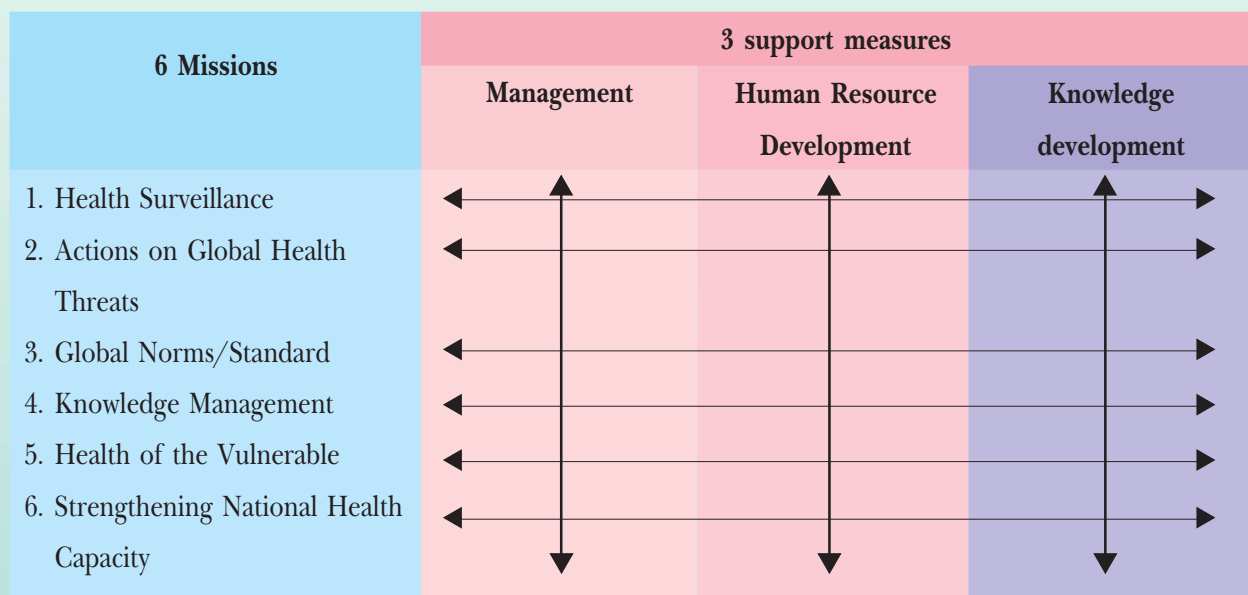 6 Missions
3 support measures
Management
Human Resource
Development
Knowledge
development
1. Health Surveillance
2. Actions on Global Health
Threats
3. Global Norms/Standard
4. Knowledge Management
5. Health of the Vulnerable
6. Strengthening National Health
Capacity